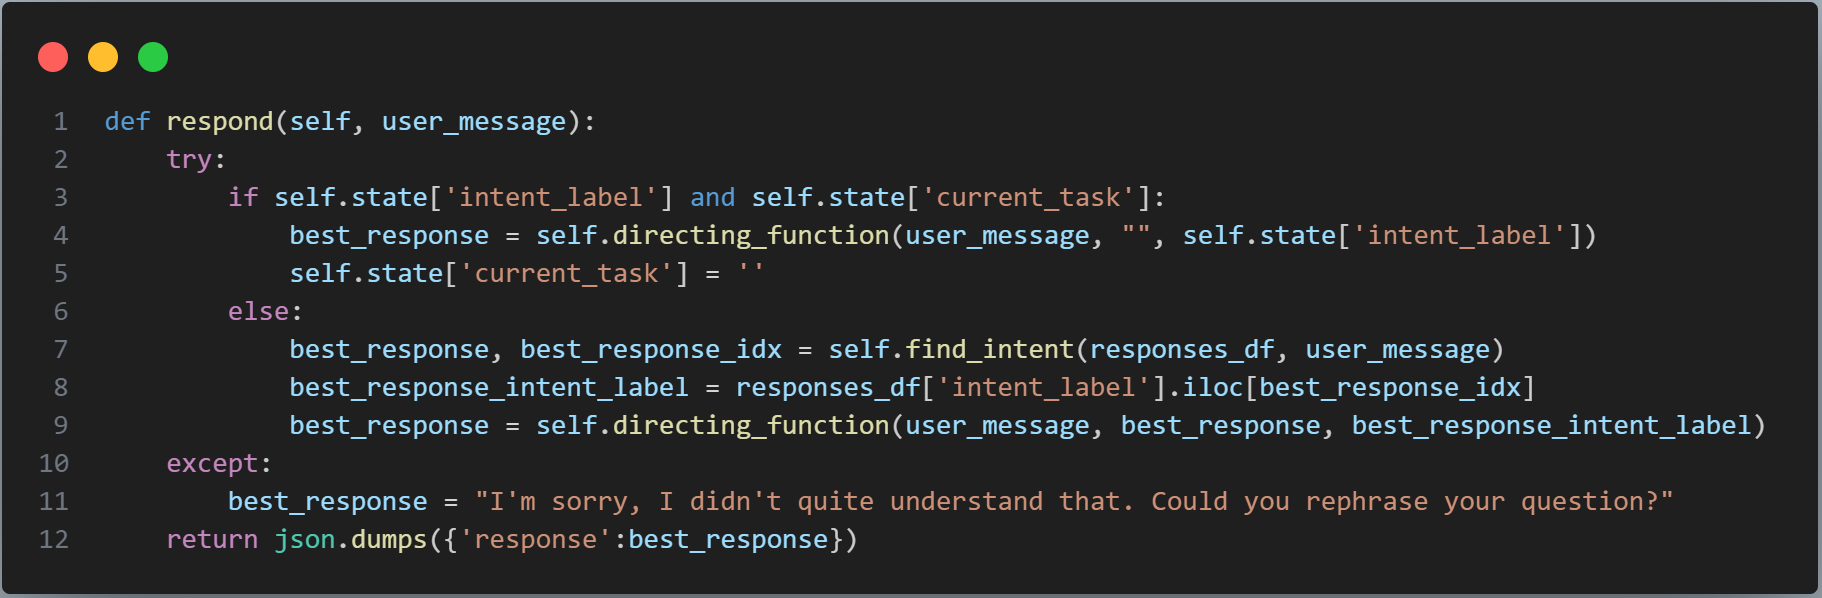 1 def respond(self, user_message):
2     try:
3         if self.state['intent_label'] and self.state['current_task']:
4             best_response = self.directing_function(user_message, "", self.state['intent_label'])
5             self.state['current_task'] = ''
6         else:
7             best_response, best_response_idx = self.find_intent(responses_df, user_message)
8             best_response_intent_label = responses_df['intent_label'].iloc[best_response_idx]
9             best_response = self.directing_function(user_message, best_response, best_response_intent_label)
10     except:
11         best_response = "I'm sorry, I didn't quite understand that. Could you rephrase your question?"
12     return json.dumps({'response':best_response})